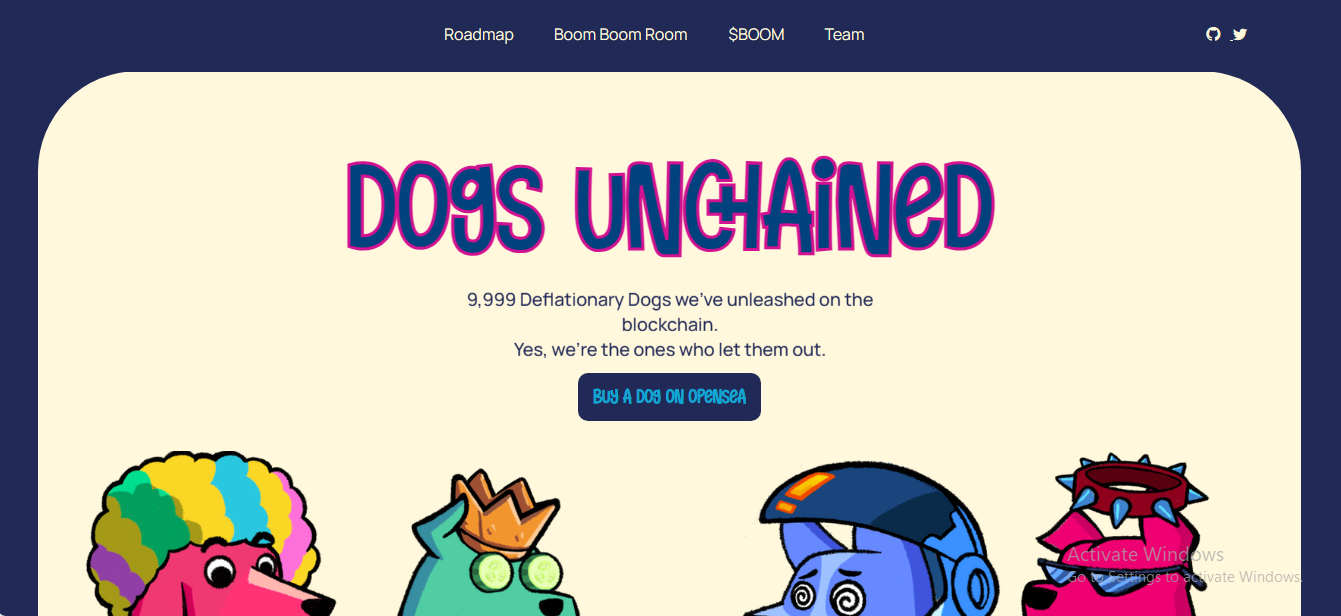 Roadmap Boom Boom Room $BOOM Team
DOgS UNCHAiNeD
9,999 Deflationary Dogs we've unleashed on the
blockchain.
Yes, we're the ones who let them out.
Buy A DOg ON OPeNSeA
Activate Windows
Go to Settings to activate Windows.